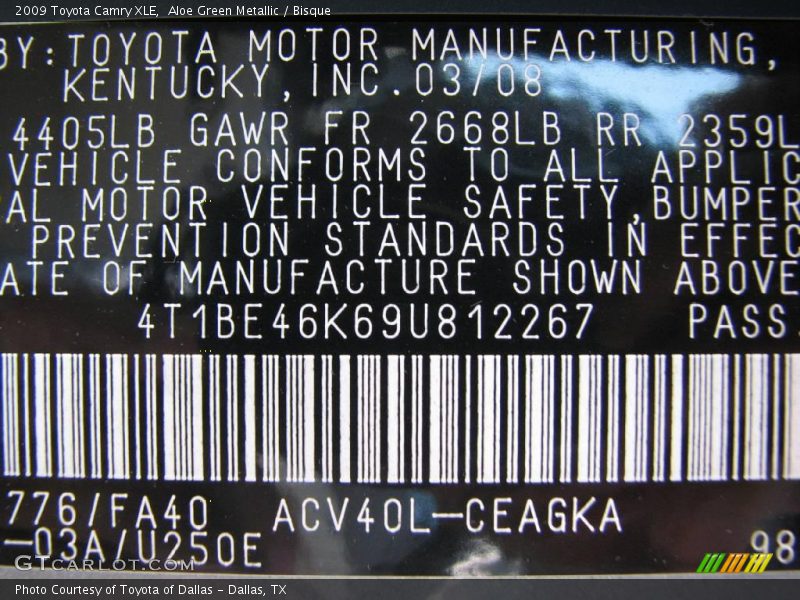 2009 Toyota Camry XLE,  Aloe Green Metallic / Bisque
BY:TOYOTA MOTOR MANUFACTURING,
KENTUCKY,INC.03/08
4405LB GAWR FR 2668LB RR 2359L
VEHICLE CONFORMS TO ALL APPLIC
AL MOTOR VEHICLE SAFETY,BUMPER
PREVENTION STANDARDS IN EFFEC
ATE OF MANUFACTURE SHOWN ABOVE
4T1BE46K69U812267 PASS.
776/FA40 ACV40L-CEAGKA
-03A/U250E 98
GTCARLOT.COM
Photo Courtesy of Toyota of Dallas - Dallas, TX